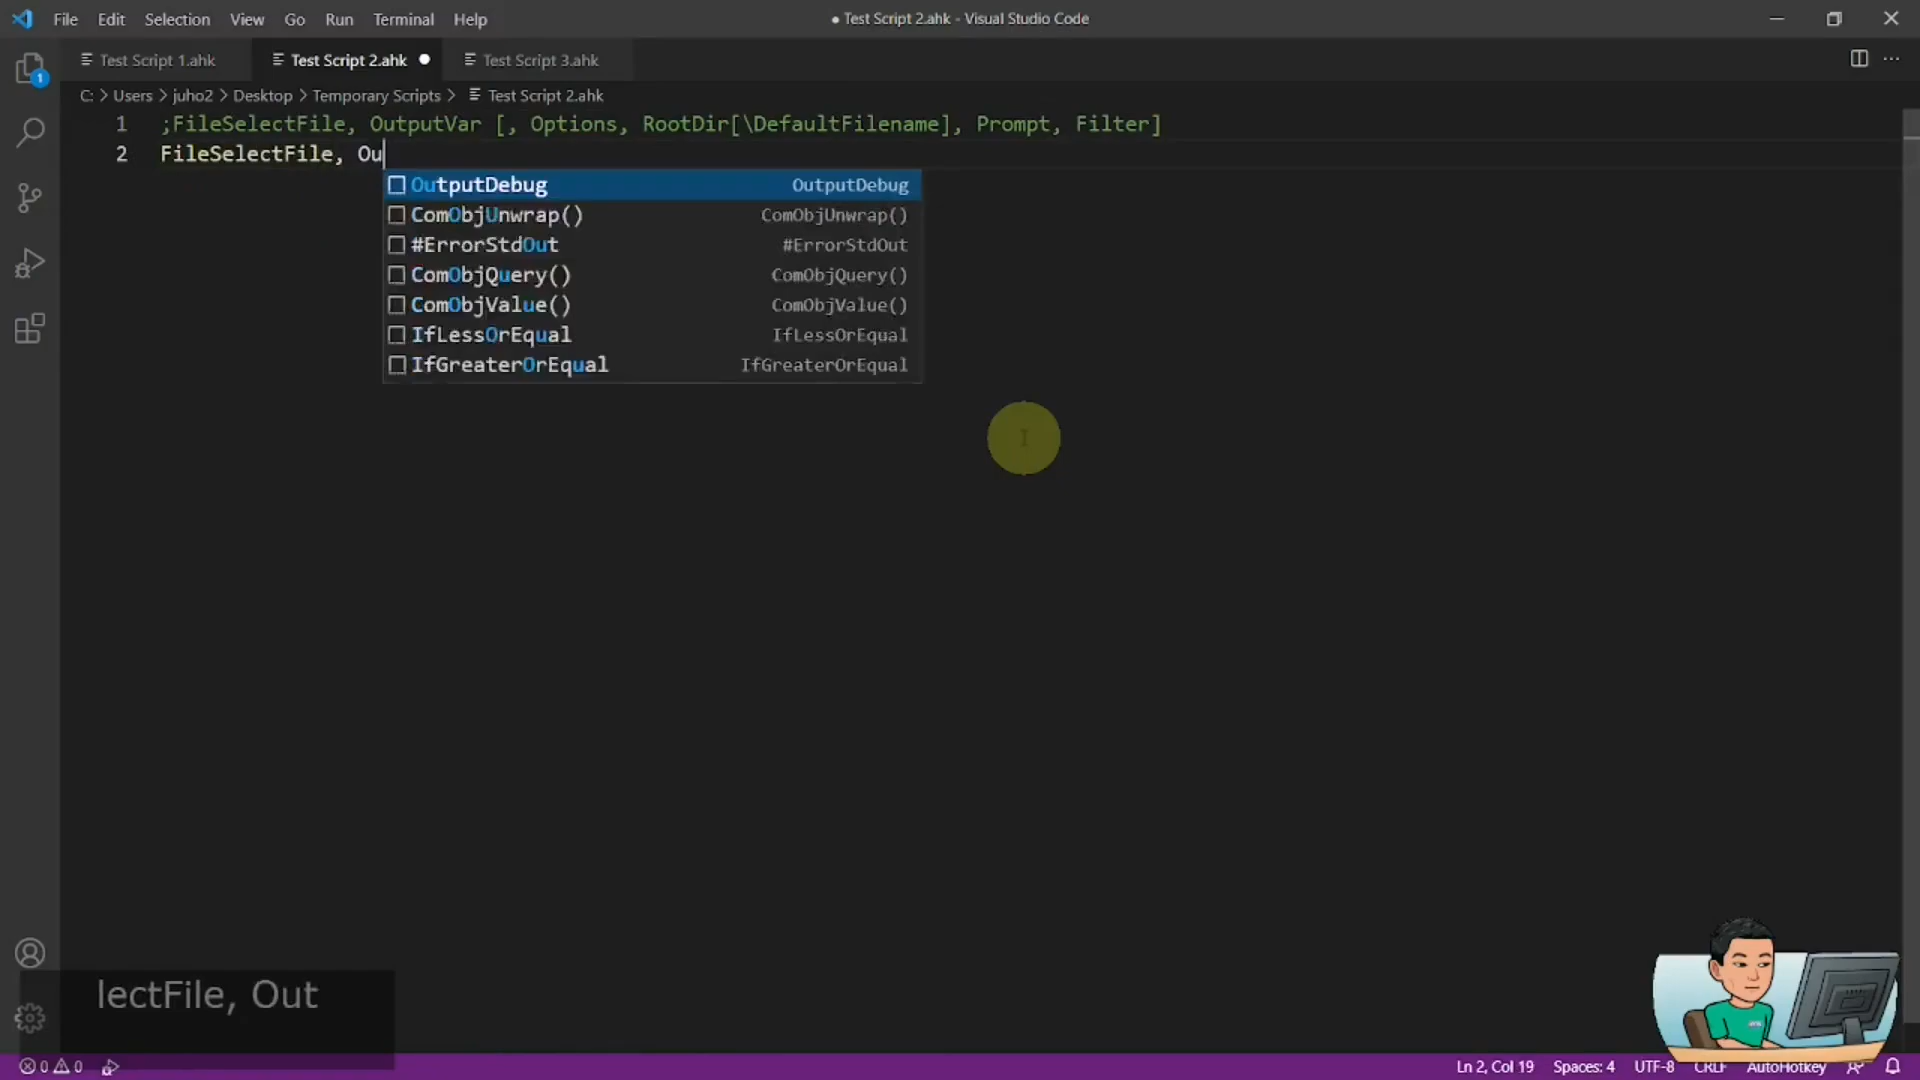 File Edit Selection View Go Run Terminal Help
● Test Script 2.ahk - Visual Studio Code
Test Script 1.ahk
Test Script 2.ahk
Test Script 3.ahk
C: > Users > juho2 > Desktop > Temporary Scripts > Test Script 2.ahk
1 ;FileSelectFile, OutputVar [, Options, RootDir[\DefaultFilename], Prompt, Filter]
2 FileSelectFile, Ou
OutputDebug OutputDebug
ComObjUnwrap() ComObjUnwrap()
#ErrorStdOut #ErrorStdOut
ComObjQuery() ComObjQuery()
ComObjValue() ComObjValue()
IfLessOrEqual IfLessOrEqual
IfGreaterOrEqual IfGreaterOrEqual
1
lectFile, Out
0 0
Ln 2, Col 19 Spaces: 4 UTF-8 CRLF AutoHotkey